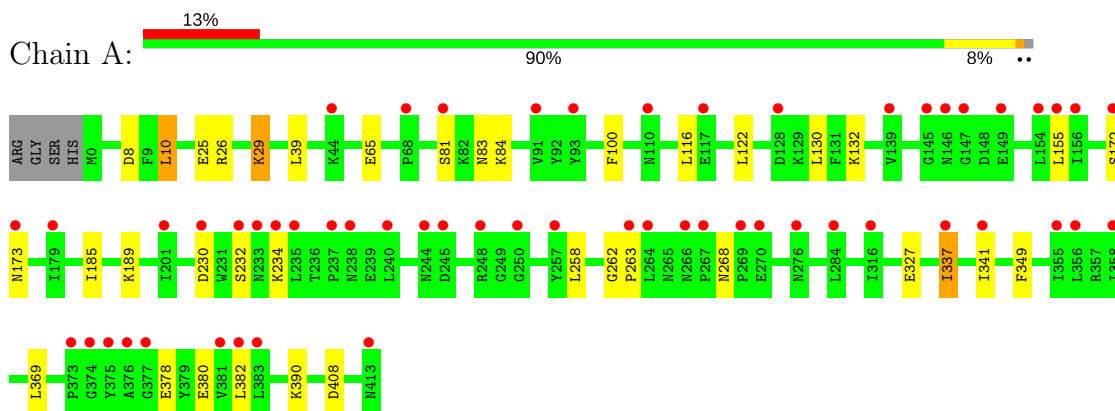 13%
Chain A:
90% 8% ••
ARG GLY SER HIS M0 D8 F9 L10 E25 R26 K29 L39 K44 E65 P68 S81 K82 N83 K84 V91 Y92 Y93 F100 N110 L116 E117 L122 D128 K129 L130 F131 K132 V139 G145 N146 G147 D148 E149 L154 L155 I156
N173 I179 I185 K189 I201 D230 W231 S232 N233 K234 L235 T236 P237 N238 E239 L240 N244 D245 R248 G249 G250 Y257 L258 G262 P263 L264 N265 N266 P267 N268 P269 E270 N276 L284 I316 E327 I337 I341 F349 I355 L356 R357 I358
L369 P373 G374 Y375 A376 G377 E378 Y379 E380 V381 L382 L383 K390 D408 N413